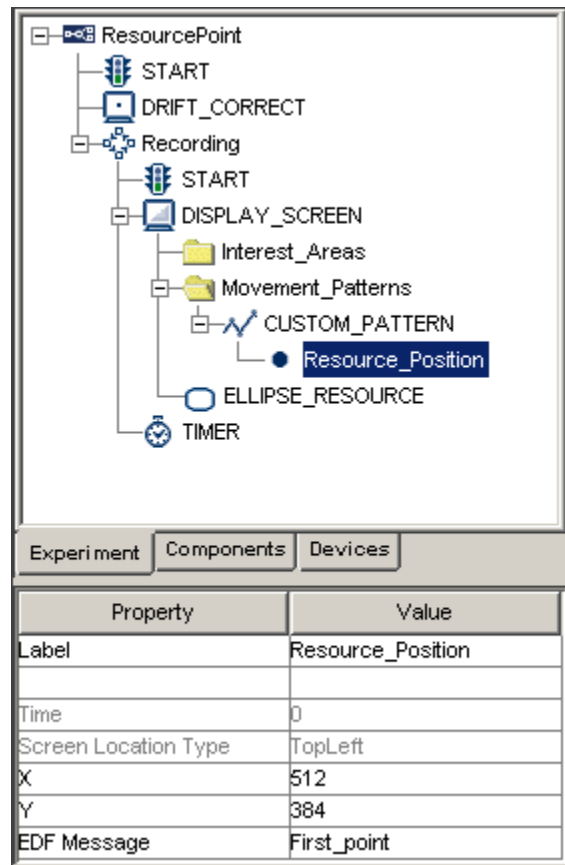 ResourcePoint
START
DRIFT_CORRECT
Recording
START
DISPLAY_SCREEN
Interest_Areas
Movement_Patterns
CUSTOM_PATTERN
Resource_Position
ELLIPSE_RESOURCE
TIMER
Experiment Components Devices
Property Value
Label Resource_Position
Time 0
Screen Location Type TopLeft
X 512
Y 384
EDF Message First_point